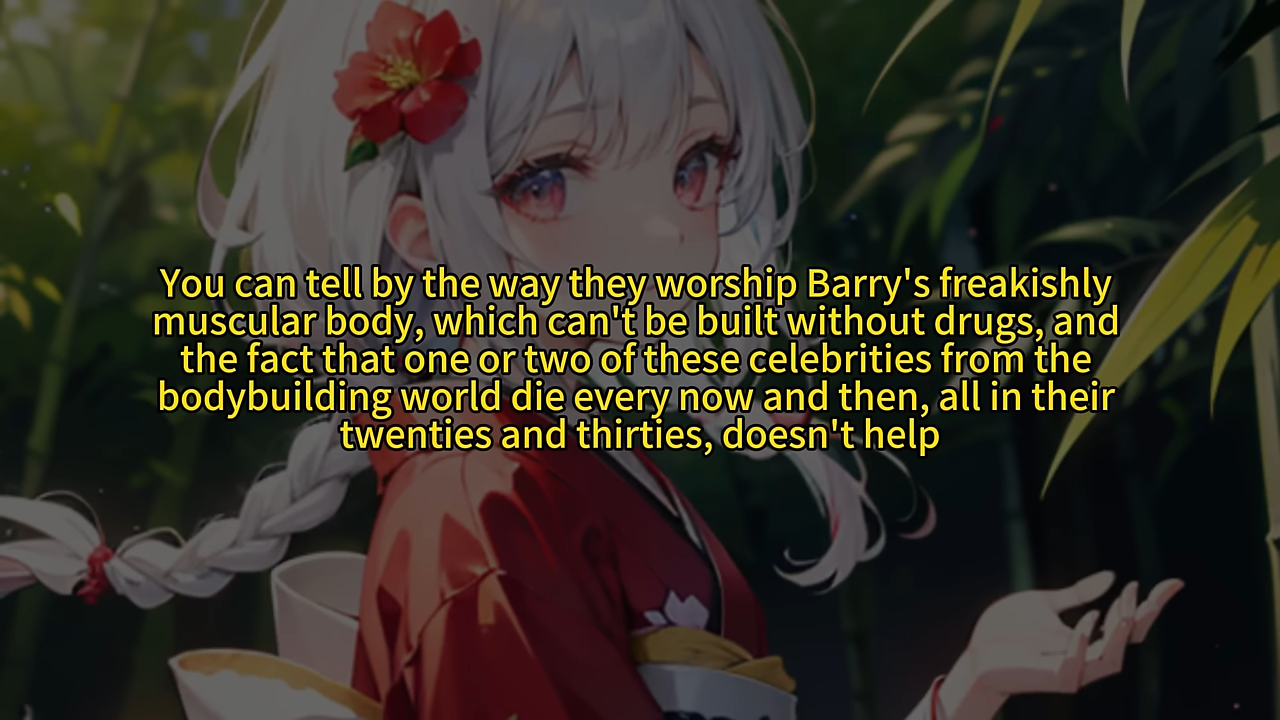 You can tell by the way they worship Barry's freakishly
muscular body, which can't be built without drugs, and
the fact that one or two of these celebrities from the
bodybuilding world die every now and then, all in their
twenties and thirties, doesn't help